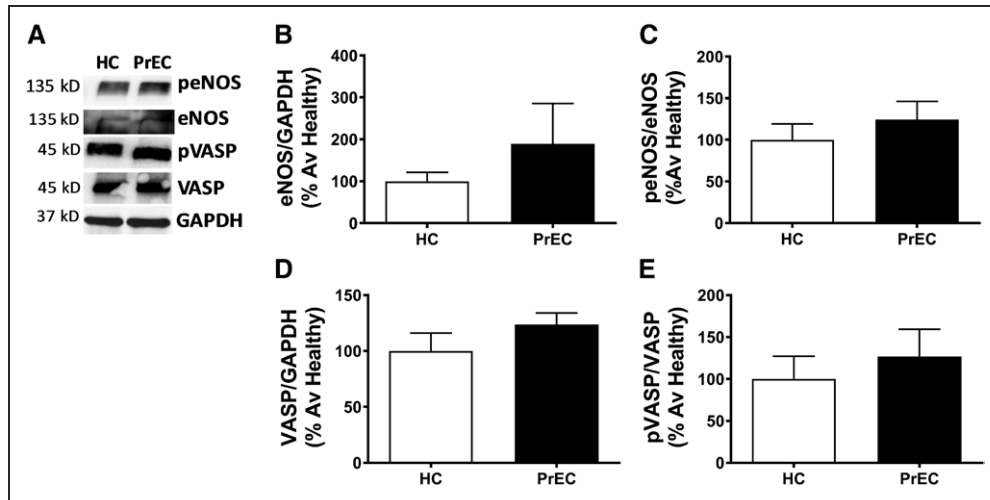 A
HC PrEC
135 kD peNOS
135 kD eNOS
45 kD pVASP
45 kD VASP
37 kD GAPDH
B
eNOS/GAPDH
(% Av Healthy)
400
300
200
100
0
HC PrEC
C
peNOS/eNOS
(%Av Healthy)
150
100
50
0
HC PrEC
D
VASP/GAPDH
(% Av Healthy)
150
100
50
0
HC PrEC
E
pVASP/VASP
(% Av Healthy)
200
150
100
50
0
HC PrEC